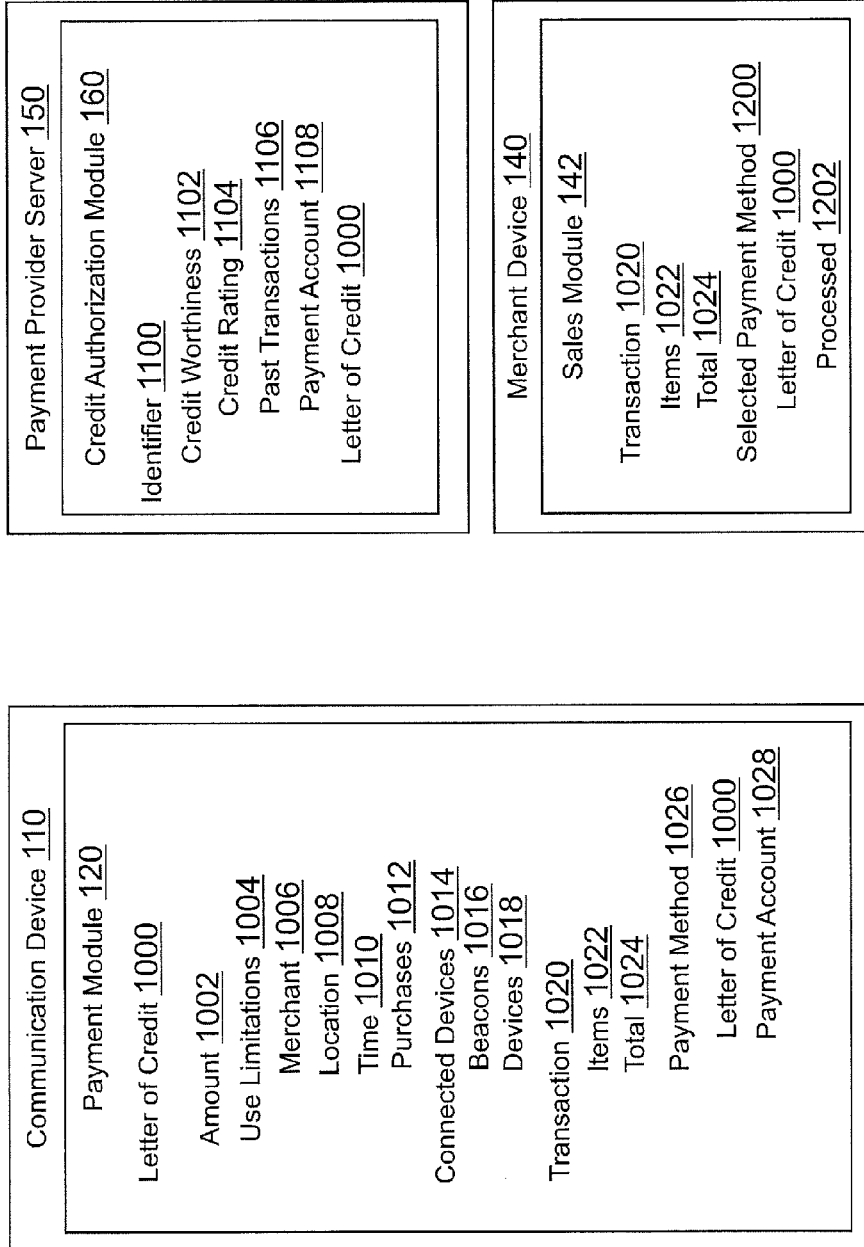 Communication Device 110
Payment Module 120
Letter of Credit 1000
Amount 1002
Use Limitations 1004
Merchant 1006
Location 1008
Time 1010
Purchases 1012
Connected Devices 1014
Beacons 1016
Devices 1018
Transaction 1020
Items 1022
Total 1024
Payment Method 1026
Letter of Credit 1000
Payment Account 1028
Payment Provider Server 150
Credit Authorization Module 160
Identifier 1100
Credit Worthiness 1102
Credit Rating 1104
Past Transactions 1106
Payment Account 1108
Letter of Credit 1000
Merchant Device 140
Sales Module 142
Transaction 1020
Items 1022
Total 1024
Selected Payment Method 1200
Letter of Credit 1000
Processed 1202